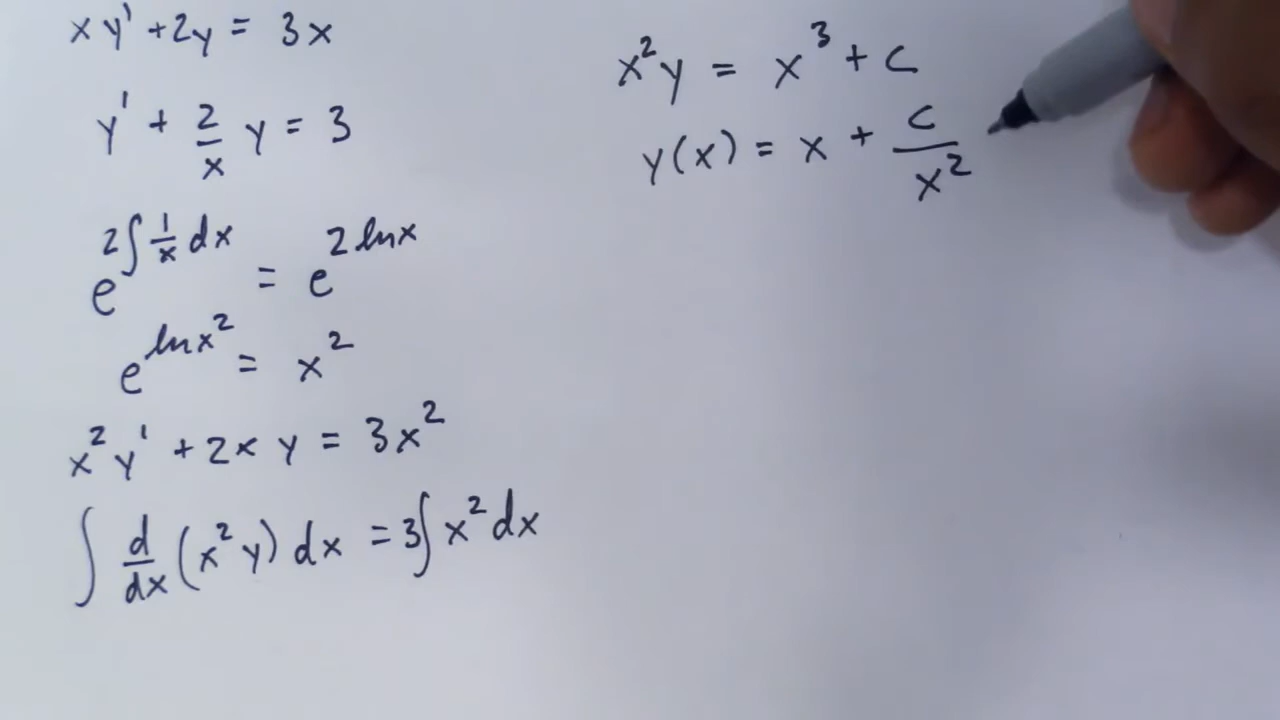 xy' + 2y = 3x
y' + 2/x y = 3
e^{2∫ 1/x dx} = e^{2 ln x}
e^{ln x^2} = x^2
x^2 y' + 2x y = 3x^2
∫ d/dx (x^2 y) dx = 3∫ x^2 dx
x^2 y = x^3 + c
y(x) = x + c/x^2